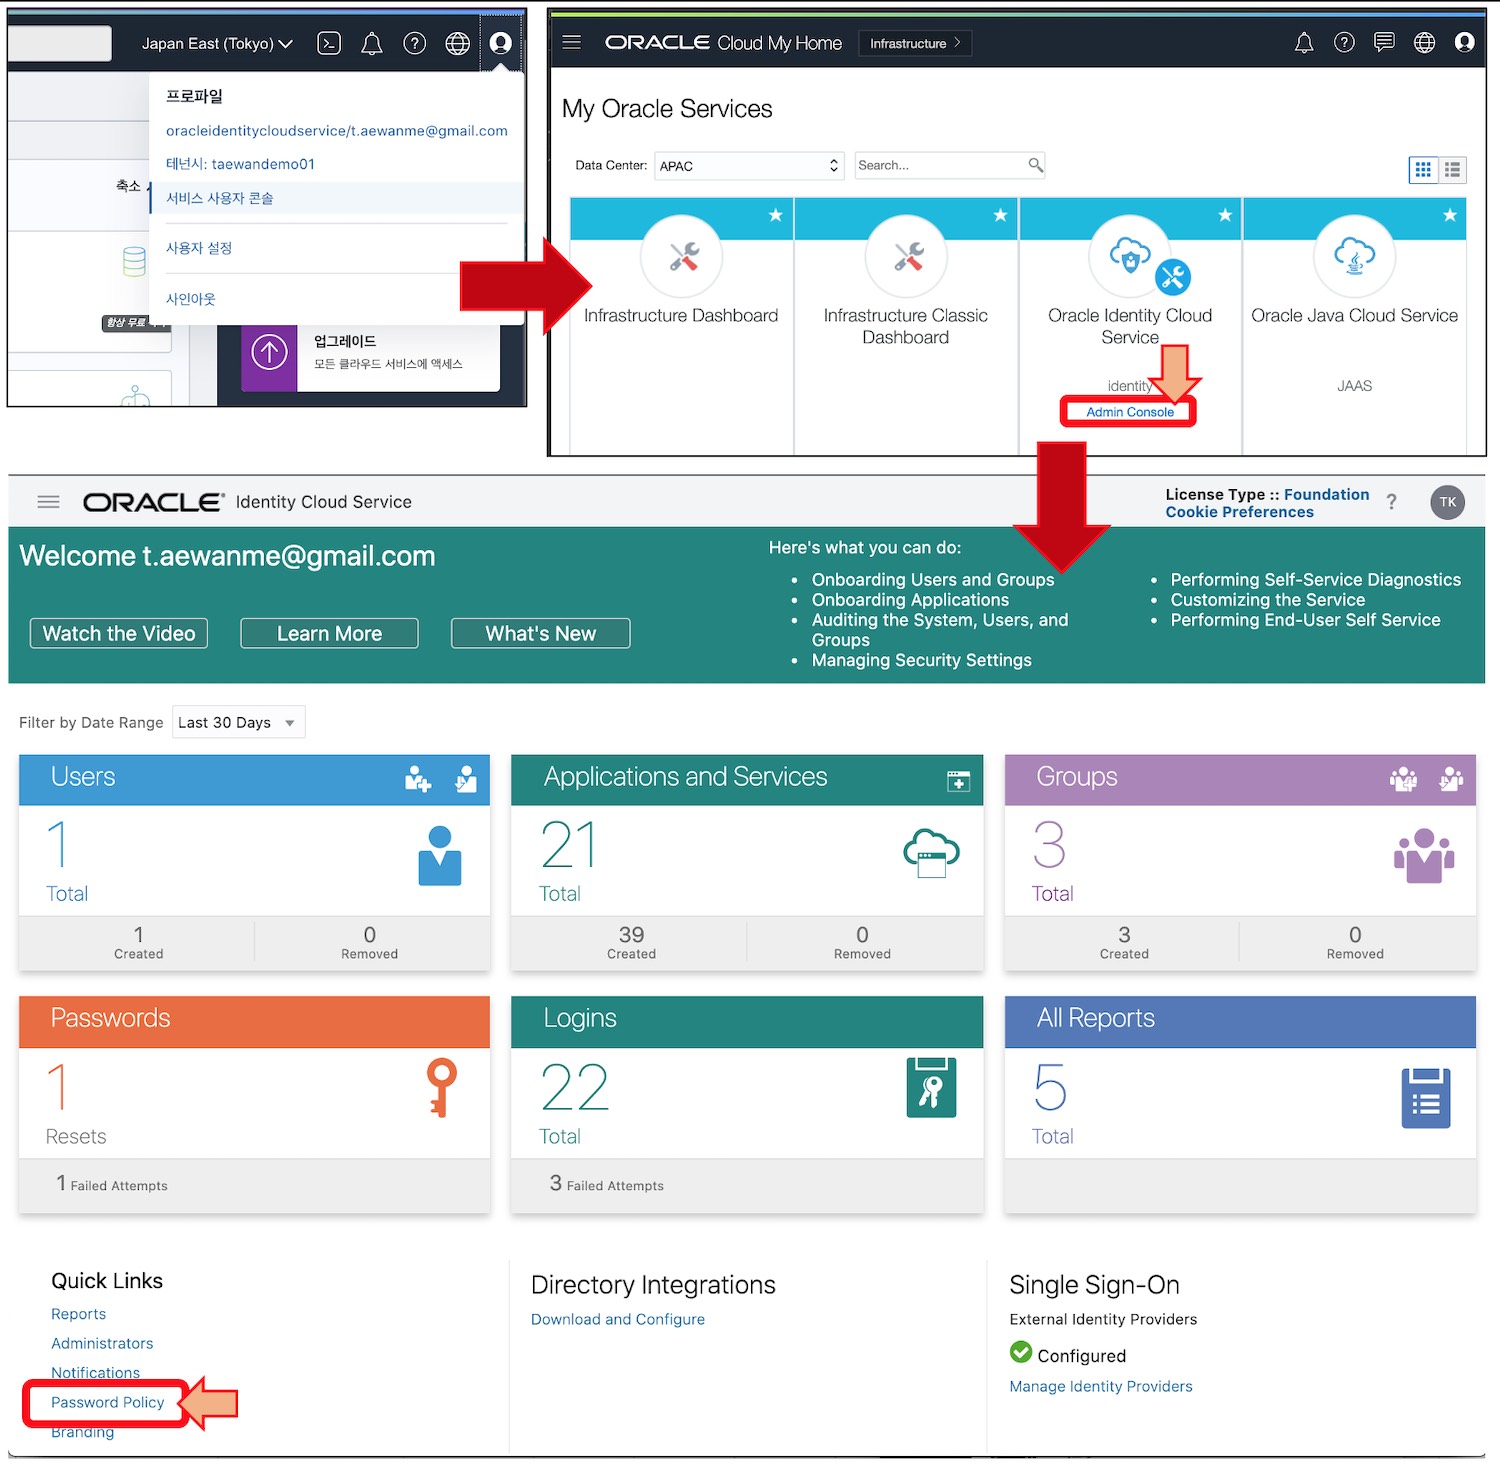 Japan East (Tokyo)
프로파일
oracleidentitycloudservice/t.aewanme@gmail.com
테넌시: taewandemo01
축소
서비스 사용자 콘솔
사용자 설정
사인아웃
항상 무료
업그레이드
모든 클라우드 서비스에 액세스
ORACLE Cloud My Home
Infrastructure
My Oracle Services
Data Center: APAC
Search...
Infrastructure Dashboard
Infrastructure Classic
Dashboard
Oracle Identity Cloud
Service
identity
Admin Console
Oracle Java Cloud Service
JAAS
ORACLE® Identity Cloud Service
License Type :: Foundation
Cookie Preferences
?
TK
Welcome t.aewanme@gmail.com
Watch the Video
Learn More
What's New
Here's what you can do:
• Onboarding Users and Groups
• Onboarding Applications
• Auditing the System, Users, and
Groups
• Managing Security Settings
• Performing Self-Service Diagnostics
• Customizing the Service
• Performing End-User Self Service
Filter by Date Range Last 30 Days
Users
1
Total
1
Created
0
Removed
Applications and Services
21
Total
39
Created
0
Removed
Groups
3
Total
3
Created
0
Removed
Passwords
1
Resets
1 Failed Attempts
Logins
22
Total
3 Failed Attempts
All Reports
5
Total
Quick Links
Reports
Administrators
Notifications
Password Policy
Branding
Directory Integrations
Download and Configure
Single Sign-On
External Identity Providers
Configured
Manage Identity Providers